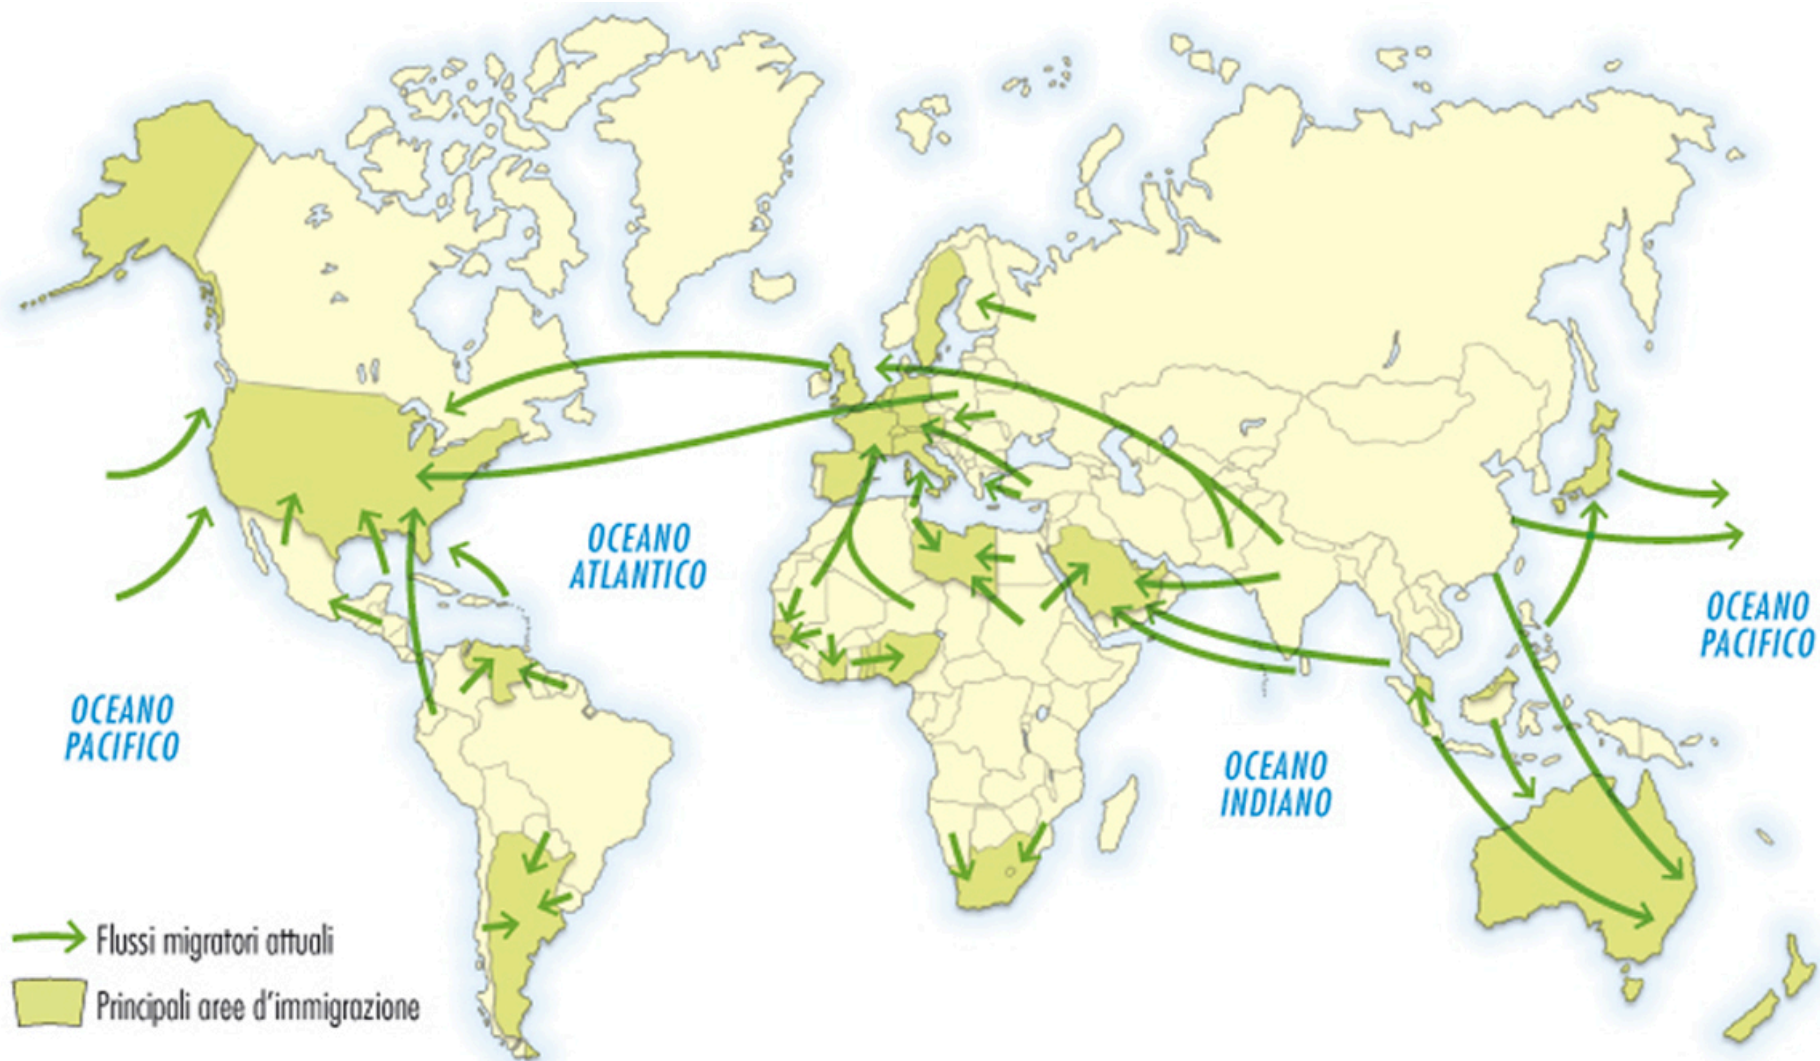 OCEANO
ATLANTICO
OCEANO
PACIFICO
OCEANO
PACIFICO
OCEANO
INDIANO
Flussi migratori attuali
Principali aree d'immigrazione